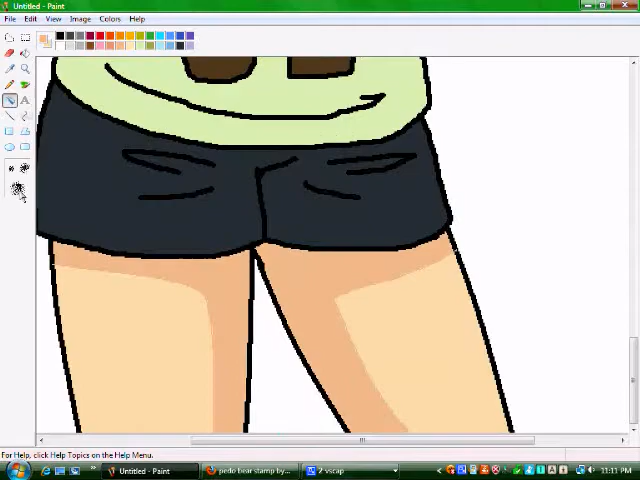 Untitled - Paint
File Edit View Image Colors Help
A
For Help, click Help Topics on the Help Menu.
Untitled - Paint
pedo bear stamp by...
2 vscap
11:11 PM